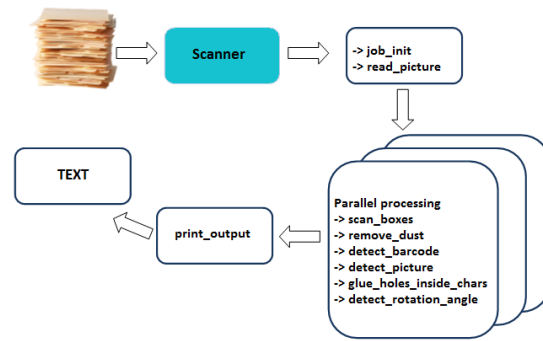 Scanner
-> job_init
-> read_picture
Parallel processing
-> scan_boxes
-> remove_dust
-> detect_barcode
-> detect_picture
-> glue_holes_inside_chars
-> detect_rotation_angle
print_output
TEXT